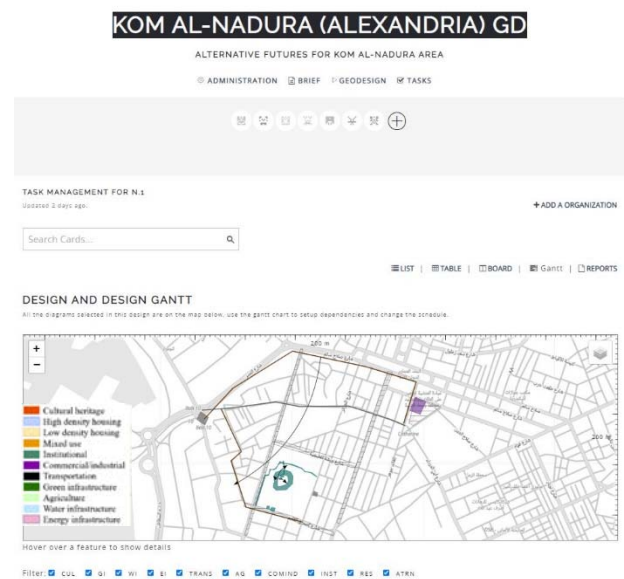 KOM AL-NADURA (ALEXANDRIA) GD
ALTERNATIVE FUTURES FOR KOM AL-NADURA AREA
ADMINISTRATION BRIEF GEODESIGN TASKS
TASK MANAGEMENT FOR N.1
Updated 2 days ago.
+ ADD A ORGANIZATION
Search Cards...
LIST | TABLE | BOARD | Gantt | REPORTS
DESIGN AND DESIGN GANTT
All the diagrams selected in this design are on the map below, use the gantt chart to setup dependencies and change the schedule.
200 m
+
−
200 m
Cultural heritage
High density housing
Low density housing
Mixed use
Institutional
Commercial/industrial
Transportation
Green infrastructure
Agriculture
Water infrastructure
Energy infrastructure
Hover over a feature to show details
Filter: CUL GI WI EI TRANS AG COMIND INST RES ATRN